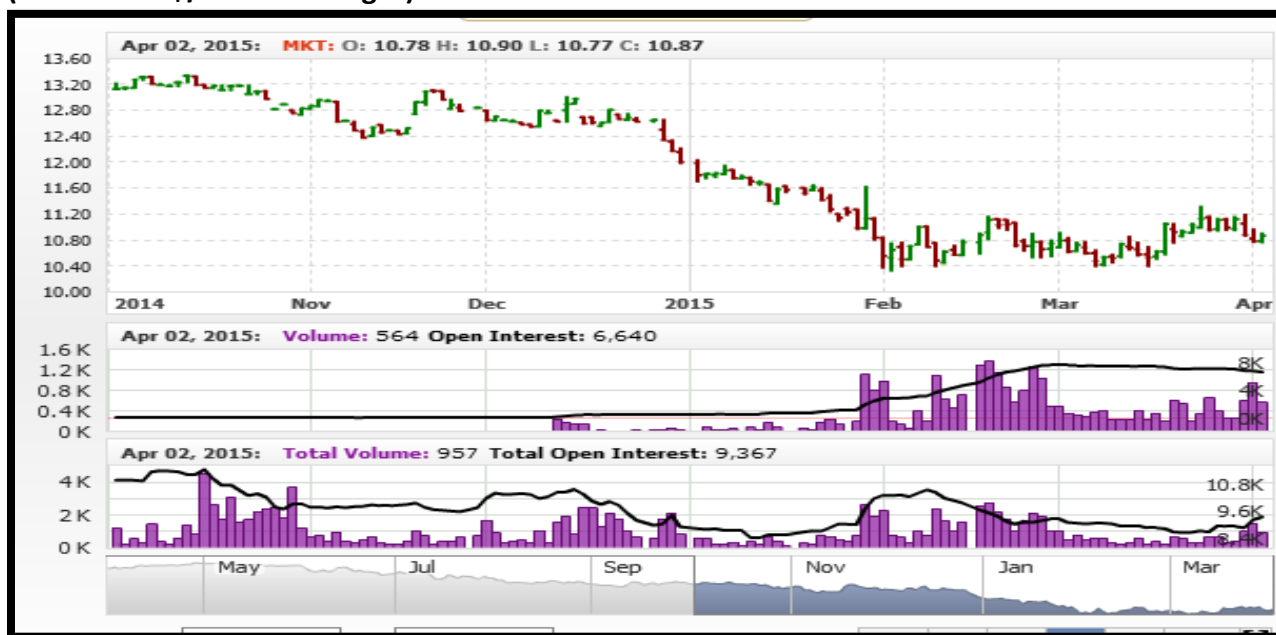 Apr 02, 2015: MKT: O: 10.78 H: 10.90 L: 10.77 C: 10.87
13.60
13.20
12.80
12.40
12.00
11.60
11.20
10.80
10.40
10.00
2014 Nov Dec 2015 Feb Mar Apr
Apr 02, 2015: Volume: 564 Open Interest: 6,640
1.6 K
1.2 K 8K
0.8 K 4K
0.4 K 0K
0 K
Apr 02, 2015: Total Volume: 957 Total Open Interest: 9,367
4 K 10.8K
2 K 9.6K
0 K 8.4K
May Jul Sep Nov Jan Mar